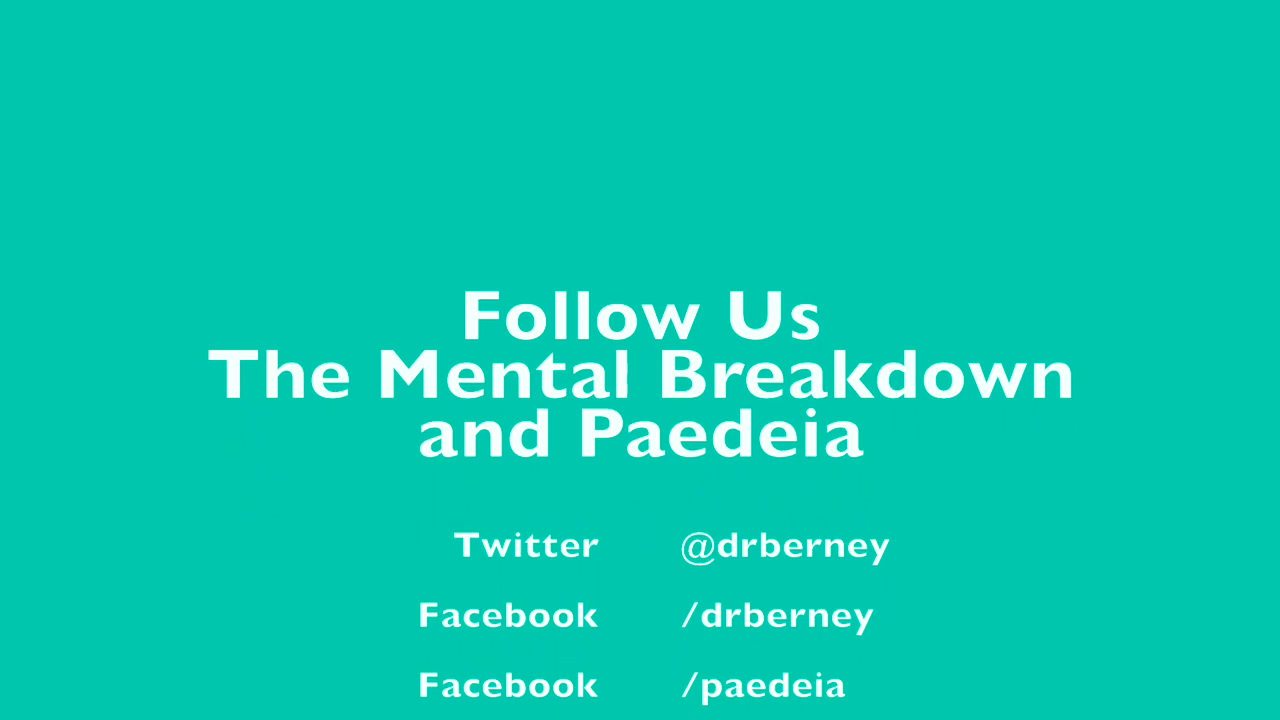 Follow Us
The Mental Breakdown
and Paedeia
Twitter @drberney
Facebook /drberney
Facebook /paedeia